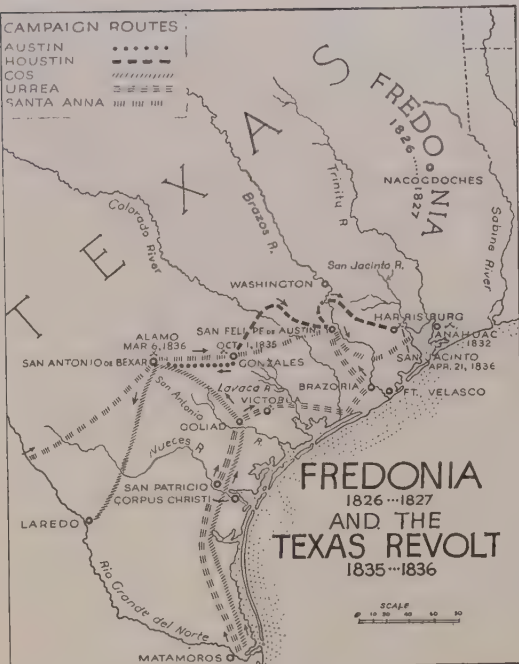 CAMPAIGN ROUTES
AUSTIN
HOUSTIN
COS
URREA
SANTA ANNA
TEXAS
FREDONIA
1826....1827
NACOGDOCHES
Colorado River
Brazos R.
Trinity R
San Jacinto R.
Sabine River
WASHINGTON
HARRISBURG
ANAHUAC
1832
SAN FELIPE DE AUSTIN
ALAMO
MAR 6, 1836
OCT 1, 1835
SAN ANTONIO DE BEXAR
GONZALES
SAN JACINTO
APR. 21, 1836
BRAZORIA
FT. VELASCO
Lavaca R
San Antonio
R.
VICTORIA
GOLIAD
Nueces R
SAN PATRICIO
CORPUS CHRISTI
LAREDO
Rio Grande del Norte
MATAMOROS
FREDONIA
1826...1827
AND THE
TEXAS REVOLT
1835...1836
SCALE